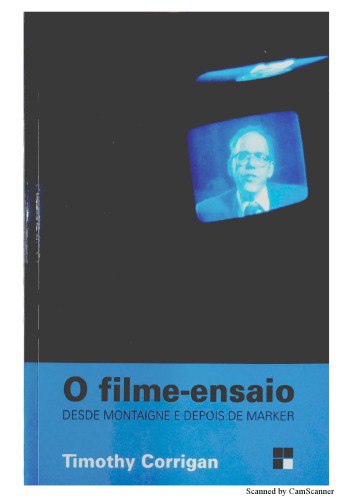 O filme-ensaio
DESDE MONTAIGNE E DEPOIS DE MARKER
Timothy Corrigan
Scanned by CamScanner